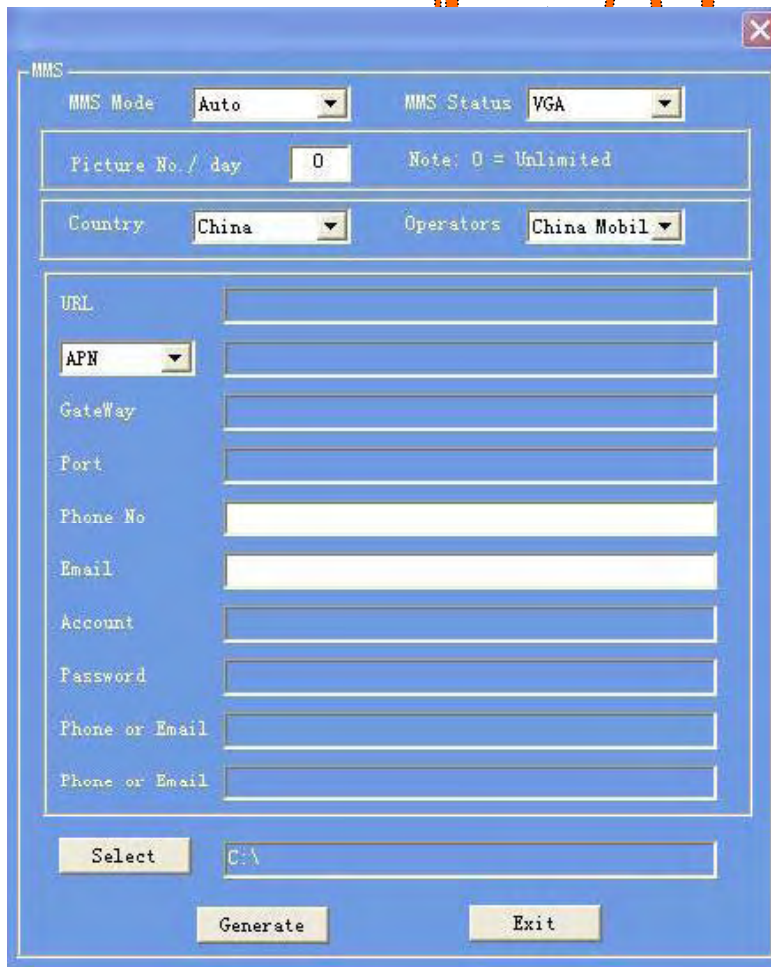 MMS
MMS Mode Auto MMS Status VGA
Picture No./ day 0 Note: 0 = Unlimited
Country China Operators China Mobil
URL
APN
GateWay
Port
Phone No
Email
Account
Password
Phone or Email
Phone or Email
Select C:\
Generate Exit